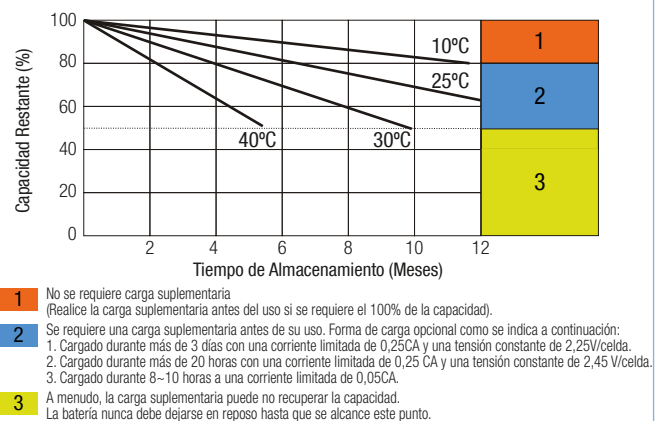 Capacidad Restante (%)
100
80
60
40
20
0
10ºC
25ºC
30ºC
40ºC
1
2
3
2
4
6
8
10
12
Tiempo de Almacenamiento (Meses)
1 No se requiere carga suplementaria
(Realice la carga suplementaria antes del uso si se requiere el 100% de la capacidad).
2 Se requiere una carga suplementaria antes de su uso. Forma de carga opcional como se indica a continuación:
1. Cargado durante más de 3 días con una corriente limitada de 0,25CA y una tensión constante de 2,25V/celda.
2. Cargado durante más de 20 horas con una corriente limitada de 0,25 CA y una tensión constante de 2,45 V/celda.
3. Cargado durante 8~10 horas a una corriente limitada de 0,05CA.
3 A menudo, la carga suplementaria puede no recuperar la capacidad.
La batería nunca debe dejarse en reposo hasta que se alcance este punto.